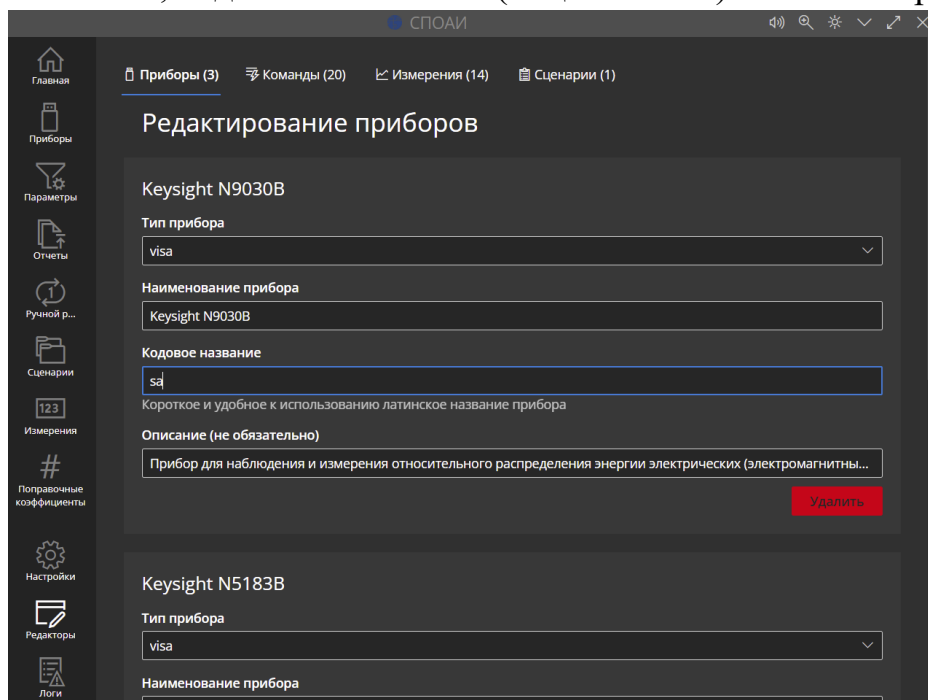 СПОАИ
Главная
Приборы
Параметры
Отчеты
Ручной р...
Сценарии
123
Измерения
#
Поправочные
коэффициенты
Настройки
Редакторы
Логи
Приборы (3) Команды (20) Измерения (14) Сценарии (1)
Редактирование приборов
Keysight N9030B
Тип прибора
visa
Наименование прибора
Keysight N9030B
Кодовое название
sa
Короткое и удобное к использованию латинское название прибора
Описание (не обязательно)
Прибор для наблюдения и измерения относительного распределения энергии электрических (электромагнитны...
Удалить
Keysight N5183B
Тип прибора
visa
Наименование прибора